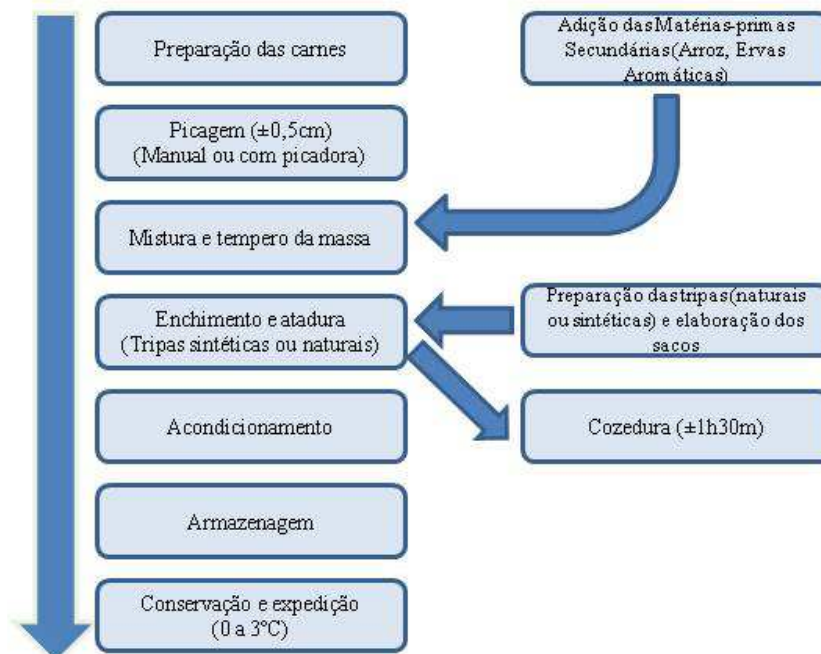 Preparação das carnes
Adição das Matérias-primas
Secundárias(Arroz, Ervas
Aromáticas)
Picagem (±0,5cm)
(Manual ou com picadora)
Mistura e tempero da massa
Enchimento e atadura
(Tripas sintéticas ou naturais)
Preparação das tripas (naturais
ou sintéticas) e elaboração dos
sacos
Acondicionamento
Cozedura (±1h30m)
Armazenagem
Conservação e expedição
(0 a 3ºC)